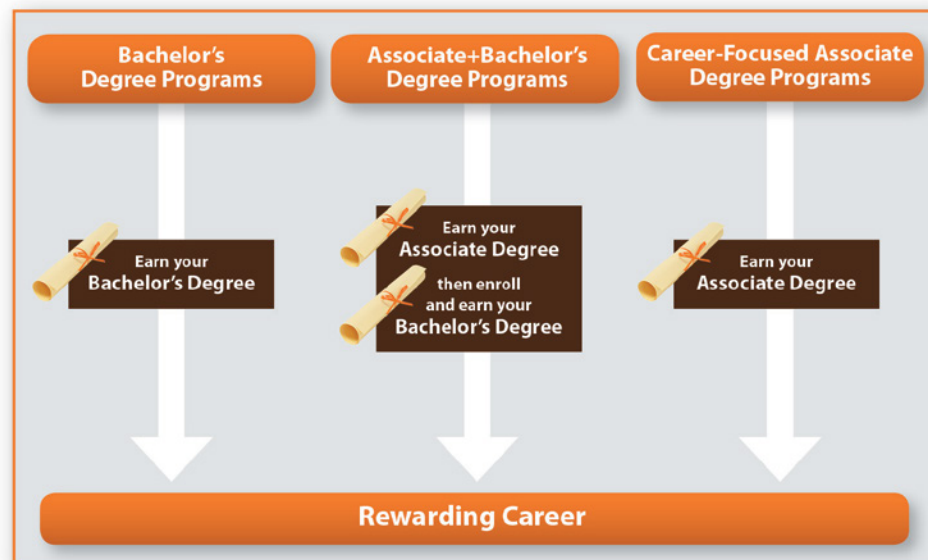 Bachelor's
Degree Programs
Associate+Bachelor's
Degree Programs
Career-Focused Associate
Degree Programs
Earn your
Bachelor's Degree
Earn your
Associate Degree
then enroll
and earn your
Bachelor's Degree
Earn your
Associate Degree
Rewarding Career